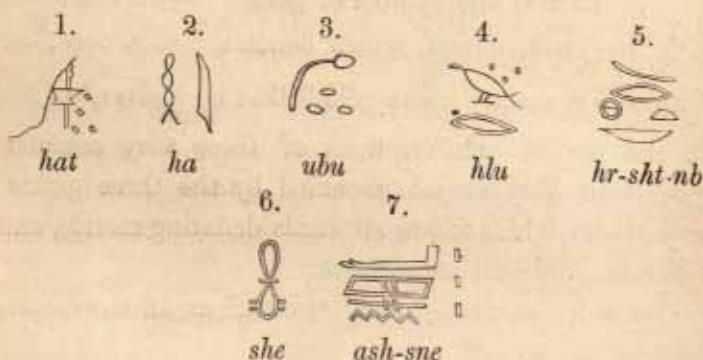 1. 2. 3. 4. 5.
hat ha ubu hlu hr-sht-nb
6. 7.
she ash-sne